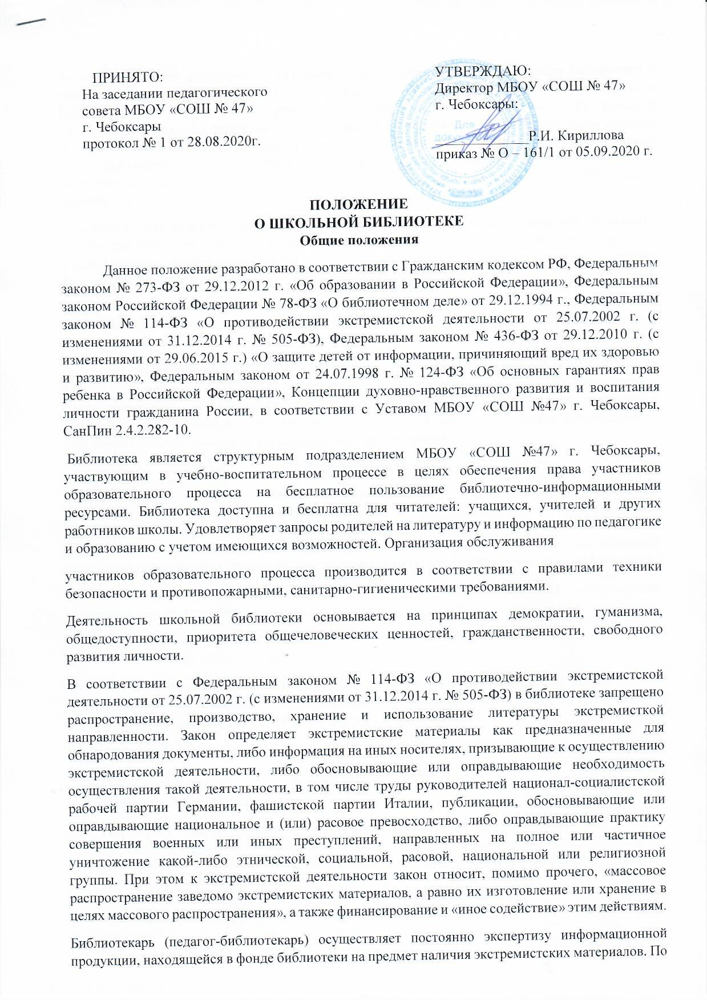 ПРИНЯТО:
На заседании педагогического
совета МБОУ «СОШ № 47»
г. Чебоксары
протокол № 1 от 28.08.2020г.
УТВЕРЖДАЮ:
Директор МБОУ «СОШ № 47»
г. Чебоксары:
Для
документов
____________Р.И. Кириллова
приказ № О – 161/1 от 05.09.2020 г.
ПОЛОЖЕНИЕ
О ШКОЛЬНОЙ БИБЛИОТЕКЕ
Общие положения
Данное положение разработано в соответствии с Гражданским кодексом РФ, Федеральным
законом № 273-ФЗ от 29.12.2012 г. «Об образовании в Российской Федерации», Федеральным
законом Российской Федерации № 78-ФЗ «О библиотечном деле» от 29.12.1994 г., Федеральным
законом № 114-ФЗ «О противодействии экстремистской деятельности от 25.07.2002 г. (с
изменениями от 31.12.2014 г. № 505-ФЗ), Федеральным законом № 436-ФЗ от 29.12.2010 г. (с
изменениями от 29.06.2015 г.) «О защите детей от информации, причиняющий вред их здоровью
и развитию», Федеральным законом от 24.07.1998 г. № 124-ФЗ «Об основных гарантиях прав
ребенка в Российской Федерации», Концепции духовно-нравственного развития и воспитания
личности гражданина России, в соответствии с Уставом МБОУ «СОШ №47» г. Чебоксары,
СанПин 2.4.2.282-10.
Библиотека является структурным подразделением МБОУ «СОШ №47» г. Чебоксары,
участвующим в учебно-воспитательном процессе в целях обеспечения права участников
образовательного процесса на бесплатное пользование библиотечно-информационными
ресурсами. Библиотека доступна и бесплатна для читателей: учащихся, учителей и других
работников школы. Удовлетворяет запросы родителей на литературу и информацию по педагогике
и образованию с учетом имеющихся возможностей. Организация обслуживания
участников образовательного процесса производится в соответствии с правилами техники
безопасности и противопожарными, санитарно-гигиеническими требованиями.
Деятельность школьной библиотеки основывается на принципах демократии, гуманизма,
общедоступности, приоритета общечеловеческих ценностей, гражданственности, свободного
развития личности.
В соответствии с Федеральным законом № 114-ФЗ «О противодействии экстремистской
деятельности от 25.07.2002 г. (с изменениями от 31.12.2014 г. № 505-ФЗ) в библиотеке запрещено
распространение, производство, хранение и использование литературы экстремисткой
направленности. Закон определяет экстремистские материалы как предназначенные для
обнародования документы, либо информация на иных носителях, призывающие к осуществлению
экстремистской деятельности, либо обосновывающие или оправдывающие необходимость
осуществления такой деятельности, в том числе труды руководителей национал-социалистской
рабочей партии Германии, фашистской партии Италии, публикации, обосновывающие или
оправдывающие национальное и (или) расовое превосходство, либо оправдывающие практику
совершения военных или иных преступлений, направленных на полное или частичное
уничтожение какой-либо этнической, социальной, расовой, национальной или религиозной
группы. При этом к экстремистской деятельности закон относит, помимо прочего, «массовое
распространение заведомо экстремистских материалов, а равно их изготовление или хранение в
целях массового распространения», а также финансирование и «иное содействие» этим действиям.
Библиотекарь (педагог-библиотекарь) осуществляет постоянно экспертизу информационной
продукции, находящейся в фонде библиотеки на предмет наличия экстремистских материалов. По